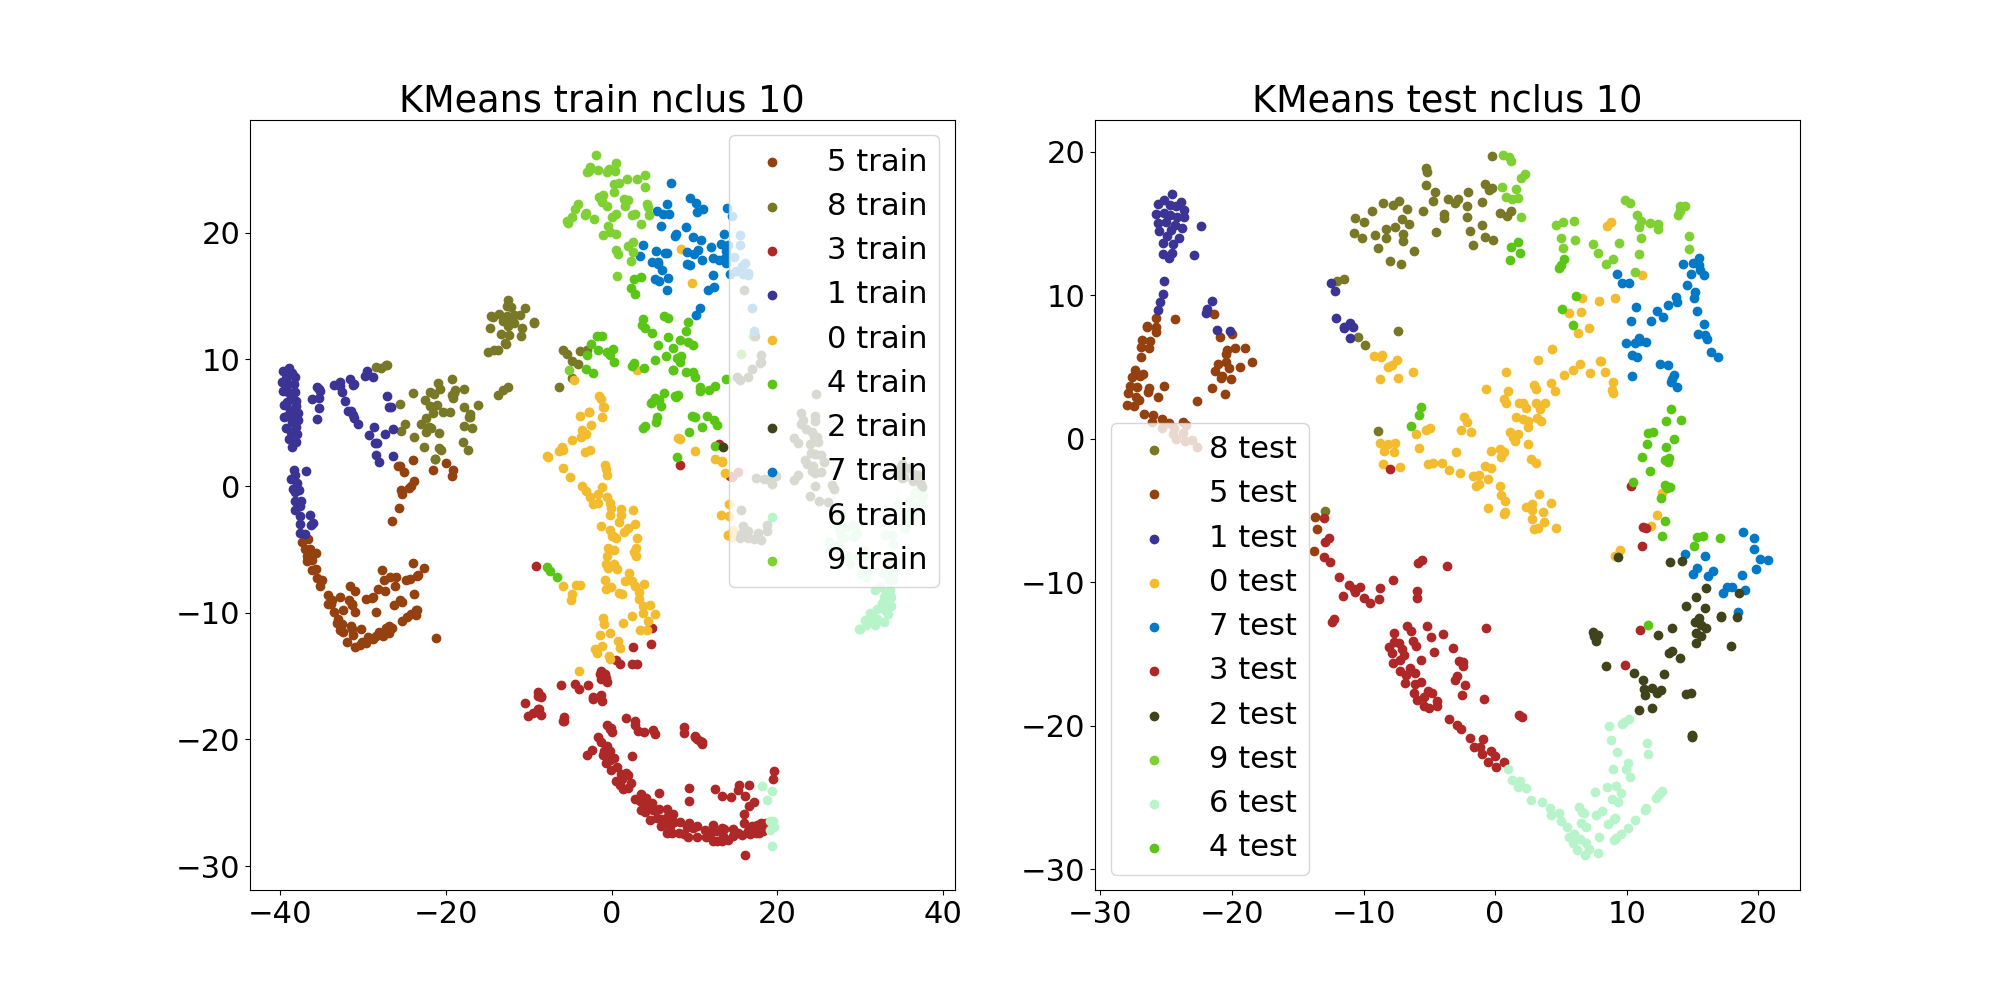 KMeans train nclus 10
20
10
0
−10
−20
−30
−40
−20
0
20
40
5 train
8 train
3 train
1 train
0 train
4 train
2 train
7 train
6 train
9 train
KMeans test nclus 10
20
10
0
−10
−20
−30
−30
−20
−10
0
10
20
8 test
5 test
1 test
0 test
7 test
3 test
2 test
9 test
6 test
4 test